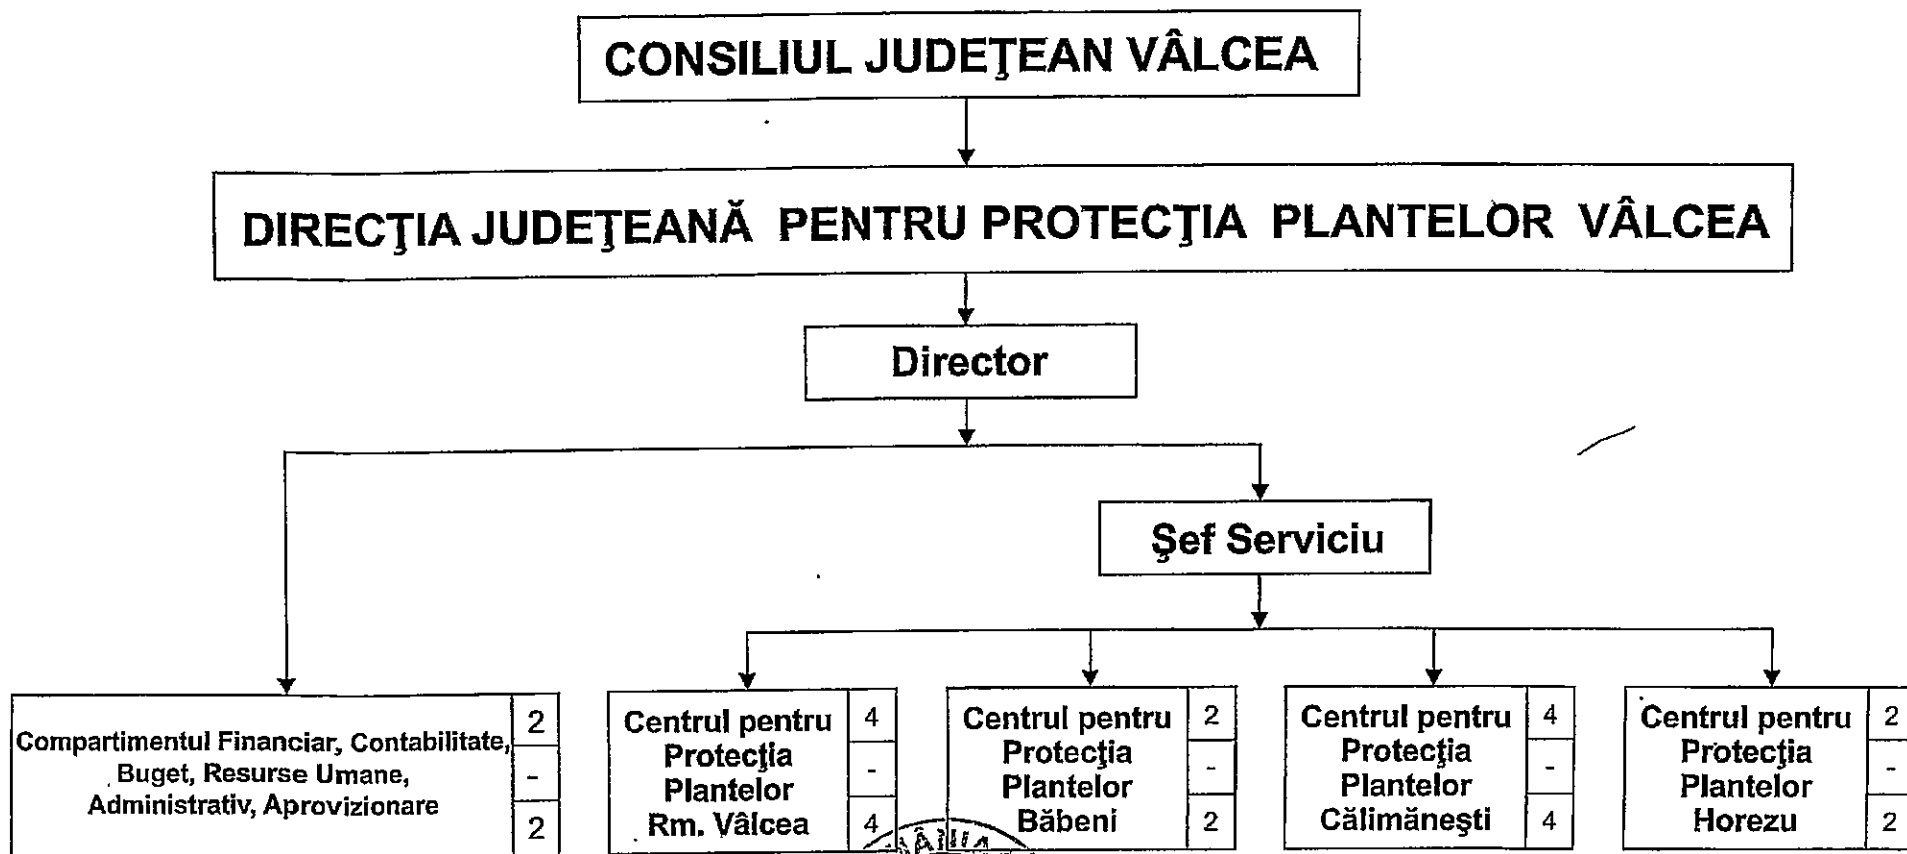 CONSILIUL JUDEŢEAN VÂLCEA
DIRECŢIA JUDEŢEANĂ PENTRU PROTECŢIA PLANTELOR VÂLCEA
Director
Şef Serviciu
Compartimentul Financiar, Contabilitate,
Buget, Resurse Umane,
Administrativ, Aprovizionare
2
-
2
Centrul pentru
Protecţia
Plantelor
Rm. Vâlcea
4
-
4
Centrul pentru
Protecţia
Plantelor
Băbeni
2
-
2
Centrul pentru
Protecţia
Plantelor
Călimăneşti
4
-
4
Centrul pentru
Protecţia
Plantelor
Horezu
2
-
2